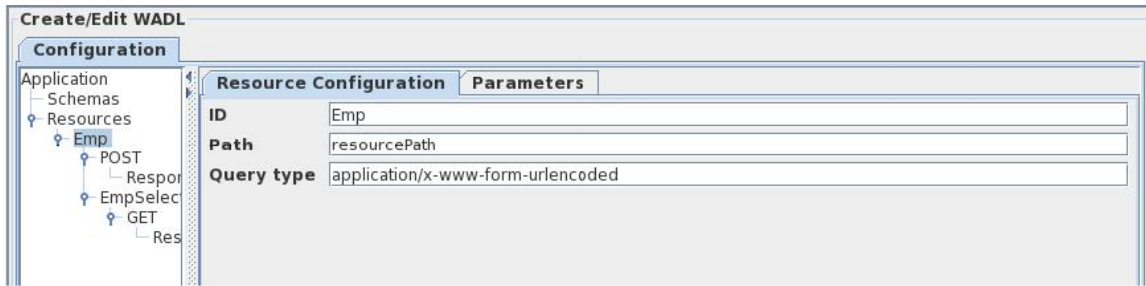 Create/Edit WADL
Configuration
Application
Schemas
Resources
Emp
POST
Respor
EmpSelec
GET
Res
Resource Configuration Parameters
ID Emp
Path resourcePath
Query type application/x-www-form-urlencoded